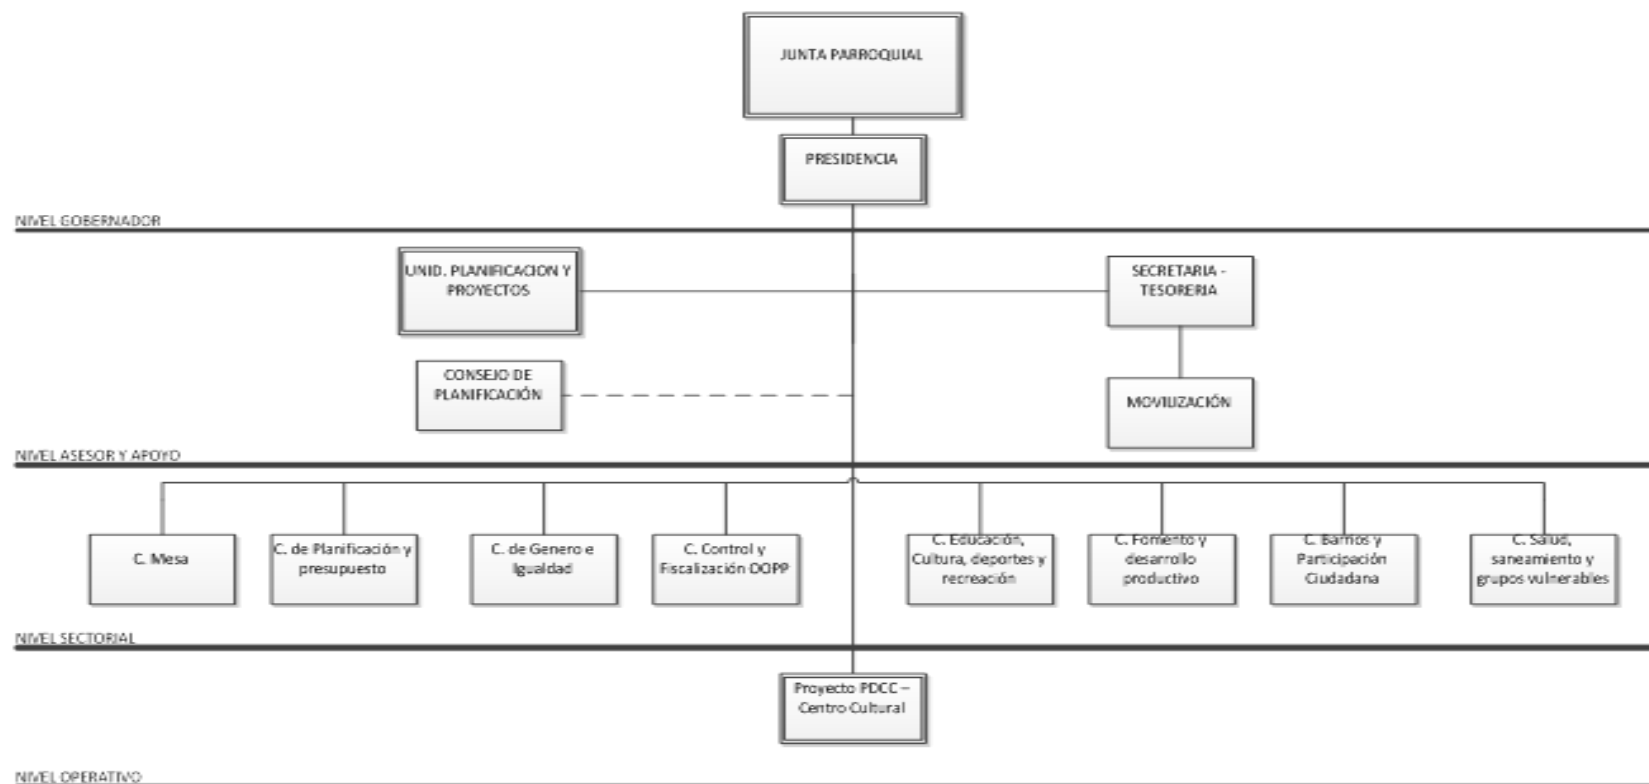 JUNTA PARROQUIAL
PRESIDENCIA
NIVEL GOBERNADOR
UNID. PLANIFICACION Y
PROYECTOS
SECRETARIA -
TESORERIA
CONSEJO DE
PLANIFICACIÓN
MOVILIZACIÓN
NIVEL ASESOR Y APOYO
C. Mesa
C. de Planificación y
presupuesto
C. de Genero e
Igualdad
C. Control y
Fiscalización OOPP
C. Educación,
Cultura, deportes y
recreación
C. Fomento y
desarrollo
productivo
C. Barrios y
Participación
Ciudadana
C. Salud,
saneamiento y
grupos vulnerables
NIVEL SECTORIAL
Proyecto PDCC –
Centro Cultural
NIVEL OPERATIVO